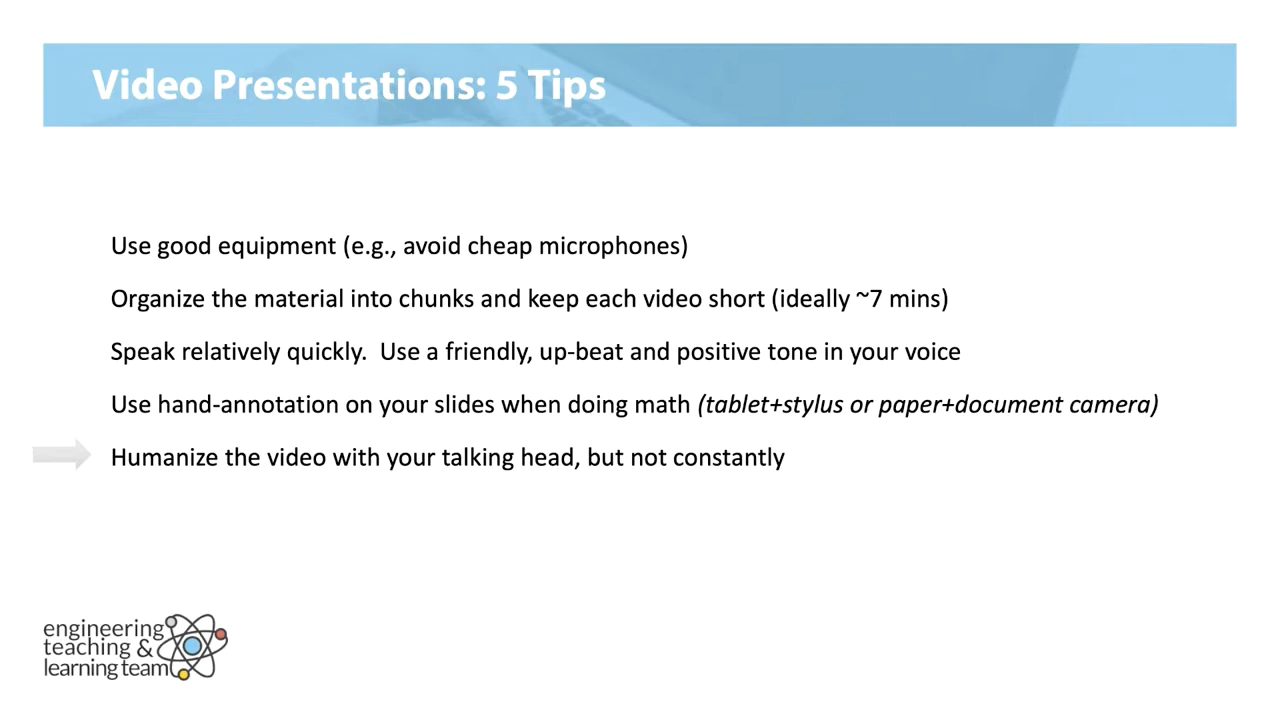 Video Presentations: 5 Tips
Use good equipment (e.g., avoid cheap microphones)
Organize the material into chunks and keep each video short (ideally ~7 mins)
Speak relatively quickly.  Use a friendly, up-beat and positive tone in your voice
Use hand-annotation on your slides when doing math (tablet+stylus or paper+document camera)
Humanize the video with your talking head, but not constantly
engineering
teaching &
learning team